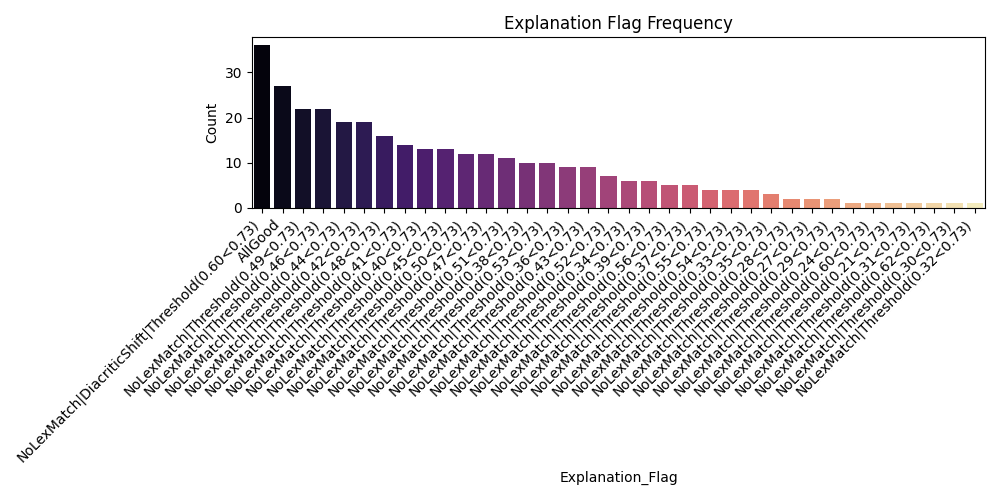 Explanation Flag Frequency
Count
30
20
10
0
NoLexMatch|DiacriticShift|Threshold(0.60<0.73)
AllGood
NoLexMatch|Threshold(0.49<0.73)
NoLexMatch|Threshold(0.46<0.73)
NoLexMatch|Threshold(0.44<0.73)
NoLexMatch|Threshold(0.42<0.73)
NoLexMatch|Threshold(0.48<0.73)
NoLexMatch|Threshold(0.41<0.73)
NoLexMatch|Threshold(0.40<0.73)
NoLexMatch|Threshold(0.45<0.73)
NoLexMatch|Threshold(0.50<0.73)
NoLexMatch|Threshold(0.47<0.73)
NoLexMatch|Threshold(0.51<0.73)
NoLexMatch|Threshold(0.38<0.73)
NoLexMatch|Threshold(0.53<0.73)
NoLexMatch|Threshold(0.36<0.73)
NoLexMatch|Threshold(0.43<0.73)
NoLexMatch|Threshold(0.52<0.73)
NoLexMatch|Threshold(0.34<0.73)
NoLexMatch|Threshold(0.39<0.73)
NoLexMatch|Threshold(0.56<0.73)
NoLexMatch|Threshold(0.37<0.73)
NoLexMatch|Threshold(0.55<0.73)
NoLexMatch|Threshold(0.54<0.73)
NoLexMatch|Threshold(0.33<0.73)
NoLexMatch|Threshold(0.35<0.73)
NoLexMatch|Threshold(0.28<0.73)
NoLexMatch|Threshold(0.27<0.73)
NoLexMatch|Threshold(0.29<0.73)
NoLexMatch|Threshold(0.24<0.73)
NoLexMatch|Threshold(0.60<0.73)
NoLexMatch|Threshold(0.21<0.73)
NoLexMatch|Threshold(0.31<0.73)
NoLexMatch|Threshold(0.62<0.73)
NoLexMatch|Threshold(0.30<0.73)
NoLexMatch|Threshold(0.32<0.73)
Explanation_Flag